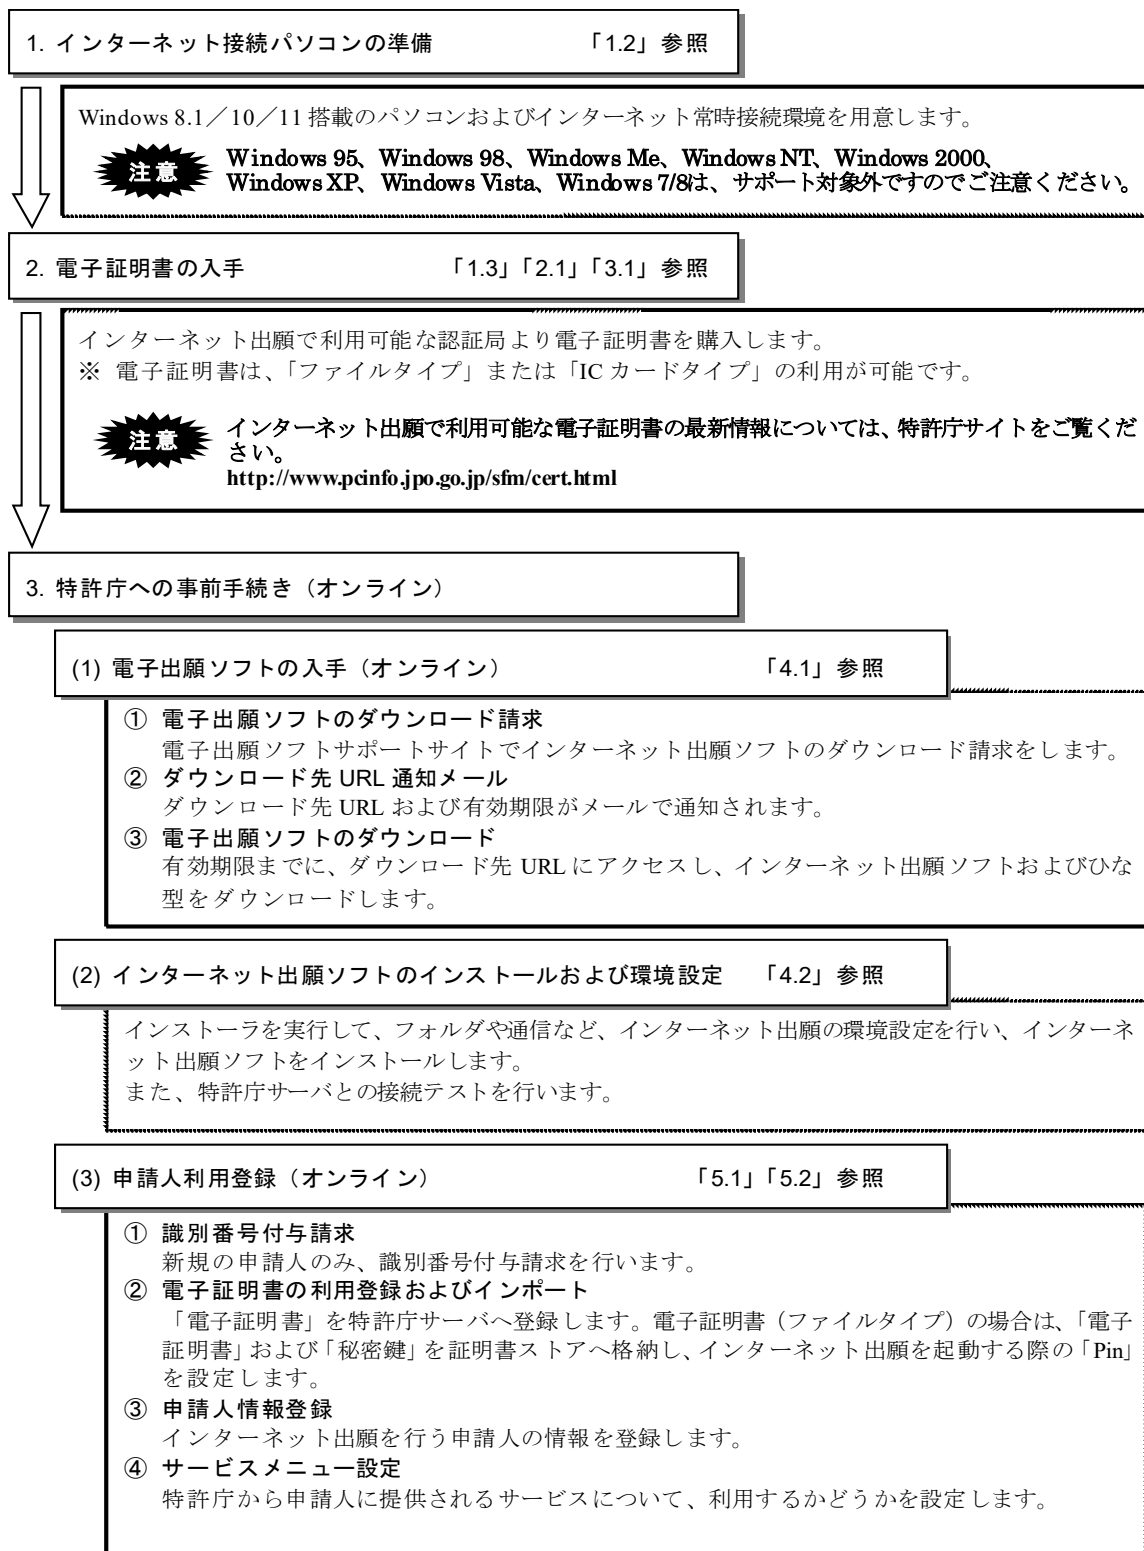 1. インターネット接続パソコンの準備 「1.2」参照
Windows 8.1／10／11 搭載のパソコンおよびインターネット常時接続環境を用意します。
注意
Windows 95、Windows 98、Windows Me、Windows NT、Windows 2000、
Windows XP、Windows Vista、Windows 7/8は、サポート対象外ですのでご注意ください。
2. 電子証明書の入手 「1.3」「2.1」「3.1」参照
インターネット出願で利用可能な認証局より電子証明書を購入します。
※ 電子証明書は、「ファイルタイプ」または「IC カードタイプ」の利用が可能です。
注意
インターネット出願で利用可能な電子証明書の最新情報については、特許庁サイトをご覧くだ
さい。
http://www.pcinfo.jpo.go.jp/sfm/cert.html
3. 特許庁への事前手続き（オンライン）
(1) 電子出願ソフトの入手（オンライン） 「4.1」参照
① 電子出願ソフトのダウンロード請求
電子出願ソフトサポートサイトでインターネット出願ソフトのダウンロード請求をします。
② ダウンロード先 URL 通知メール
ダウンロード先 URL および有効期限がメールで通知されます。
③ 電子出願ソフトのダウンロード
有効期限までに、ダウンロード先 URL にアクセスし、インターネット出願ソフトおよびひな
型をダウンロードします。
(2) インターネット出願ソフトのインストールおよび環境設定 「4.2」参照
インストーラを実行して、フォルダや通信など、インターネット出願の環境設定を行い、インターネ
ット出願ソフトをインストールします。
また、特許庁サーバとの接続テストを行います。
(3) 申請人利用登録（オンライン） 「5.1」「5.2」参照
① 識別番号付与請求
新規の申請人のみ、識別番号付与請求を行います。
② 電子証明書の利用登録およびインポート
「電子証明書」を特許庁サーバへ登録します。電子証明書（ファイルタイプ）の場合は、「電子
証明書」および「秘密鍵」を証明書ストアへ格納し、インターネット出願を起動する際の「Pin」
を設定します。
③ 申請人情報登録
インターネット出願を行う申請人の情報を登録します。
④ サービスメニュー設定
特許庁から申請人に提供されるサービスについて、利用するかどうかを設定します。